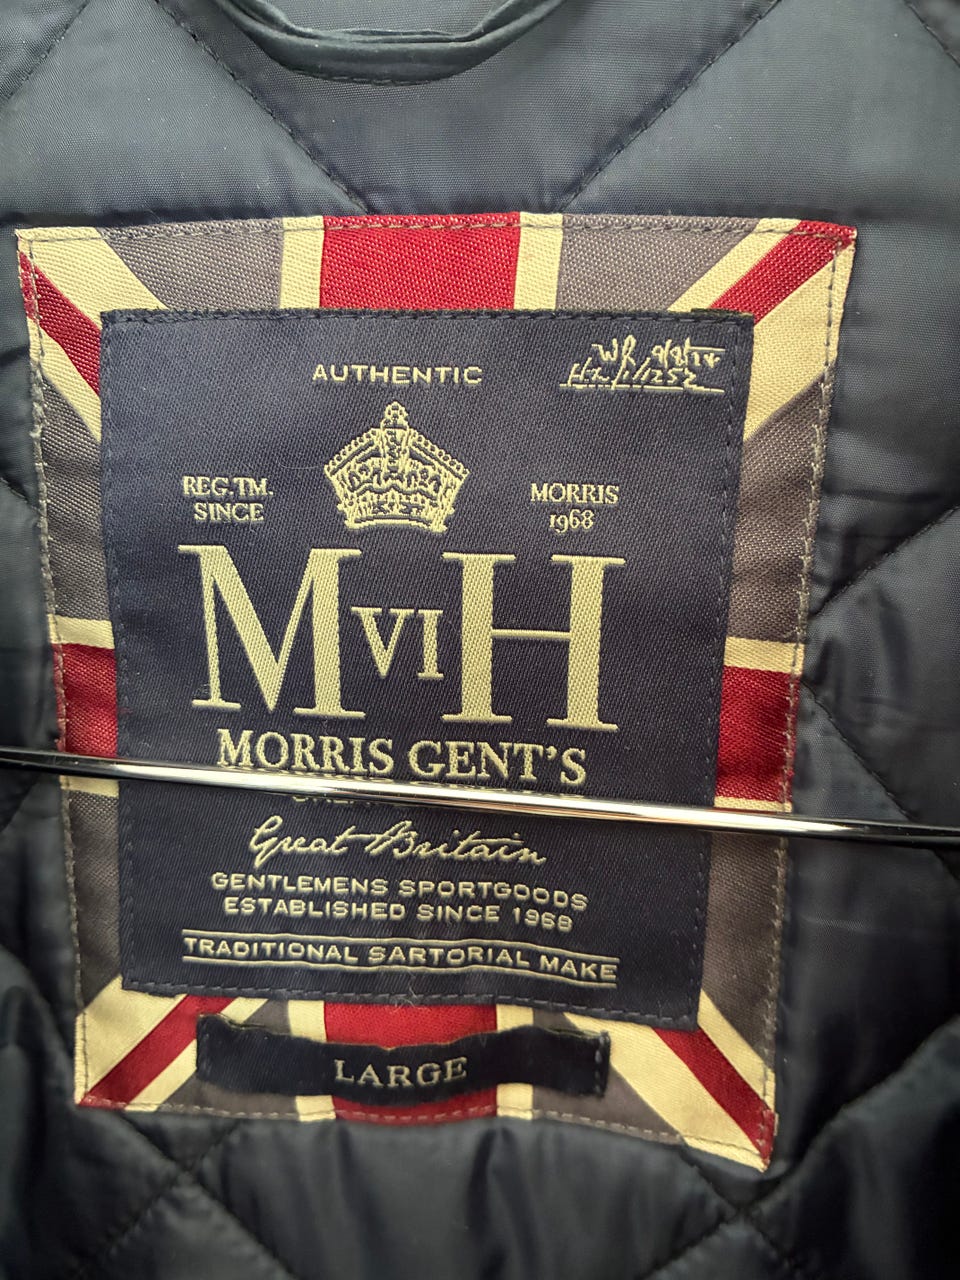 AUTHENTIC
REG.TM.
SINCE
MORRIS
1968
MVIH
MORRIS GENT'S
Great Britain
GENTLEMENS SPORTGOODS
ESTABLISHED SINCE 1968
TRADITIONAL SARTORIAL MAKE
LARGE